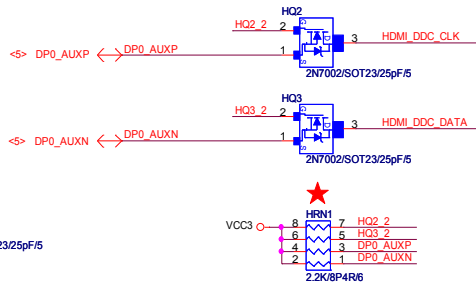 HQ2
HQ2_2 2 G D 3 HDMI_DDC_CLK
<5> DP0_AUXP DP0_AUXP 1 S
2N7002/SOT23/25pF/5
HQ3
HQ3_2 2 G D 3 HDMI_DDC_DATA
<5> DP0_AUXN DP0_AUXN 1 S
2N7002/SOT23/25pF/5
HRN1
VCC3 8 7 HQ2_2
6 5 HQ3_2
4 3 DP0_AUXP
2 1 DP0_AUXN
23/25pF/5
2.2K/8P4R/6